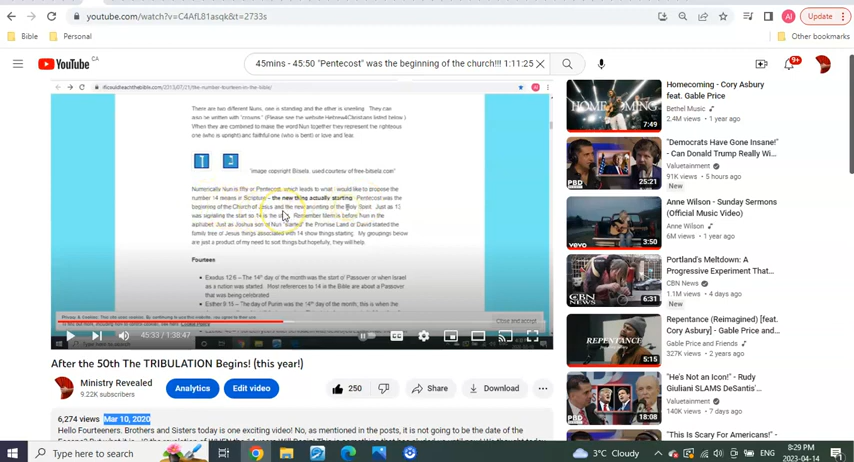 youtube.com/watch?v=C4AfL81asqk&t=2733s
Update
Bible
Personal
Other bookmarks
YouTube
CA
45mins - 45:50 "Pentecost" was the beginning of the church!!! 1:11:25
9+
There are two different Nuns, one is standing and the other is kneeling. They can
also be written with "crowns." (Please see the website Hebrew4Christians listed below.)
When they are combined to make the word Nun together they represent the righteous
one (who is upright) and faithful one (who is bent) or love and fear.
"image copyright Bibela, used courtesy of free.bibela.com"
Numerically Nun is fifty or Pentecost, which leads to what I would like to propose the
number 14 means in Scripture - the new thing actually starting. Pentecost was the
beginning of the Church of Jesus and the new anointing of the Holy Spirit. Just as 13
was signaling the start so 14 is the
Remember Mem is before Nun in the
alphabet. Just as Joshua son of Nun "started" the Promise Land or David started the
family tree of Jesus things associated with 14 show things starting. My groupings below
are just a product of my need to sort things but hopefully, they will help.
Fourteen
Exodus 12:6 – The 14th day of the month was the start of Passover or when Israel
as a nation was started. Most references to 14 in the Bible are about a Passover
that was being celebrated.
Esther 9:15 – The day of Purim was the 14th day of the month, this is when the
Close and accept
45:33 / 1:38:47
After the 50th The TRIBULATION Begins! (this year!)
Ministry Revealed
9.22K subscribers
Analytics
Edit video
250
Share
Download
6,274 views Mar 10, 2020
Hello Fourteeners. Brothers and Sisters today is one exciting video! No, as mentioned in the posts, it is not going to be the date of the
Homecoming - Cory Asbury
feat. Gable Price
Bethel Music
2.4M views • 1 year ago
7:49
"Democrats Have Gone Insane!"
- Can Donald Trump Really Wi...
Valuetainment
91K views • 5 hours ago
New
25:21
Anne Wilson - Sunday Sermons
(Official Music Video)
AnneWilsonVEVO
6M views • 1 year ago
3:50
Portland's Meltdown: A
Progressive Experiment That...
CBN News
1.1M views • 4 days ago
New
6:31
Repentance (Reimagined) [feat.
Cory Asbury] - Gable Price and...
Gable Price and Friends
327K views • 2 years ago
5:15
"He's Not an Icon!" - Rudy
Giuliani SLAMS DeSantis'...
Valuetainment
140K views • 7 days ago
New
18:08
"This Is Scary For Americans!" -
Type here to search
3°C Cloudy
8:29 PM
2023-04-14